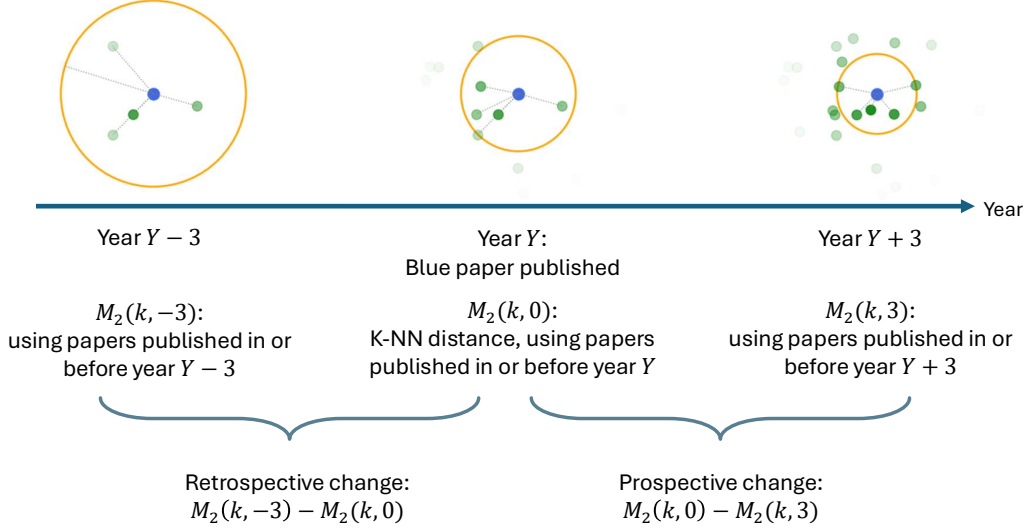 Year
Year Y − 3
Year Y:
Blue paper published
Year Y + 3
M₂(k, −3):
using papers published in or
before year Y − 3
M₂(k, 0):
K-NN distance, using papers
published in or before year Y
M₂(k, 3):
using papers published in or
before year Y + 3
Retrospective change:
M₂(k, −3) − M₂(k, 0)
Prospective change:
M₂(k, 0) − M₂(k, 3)